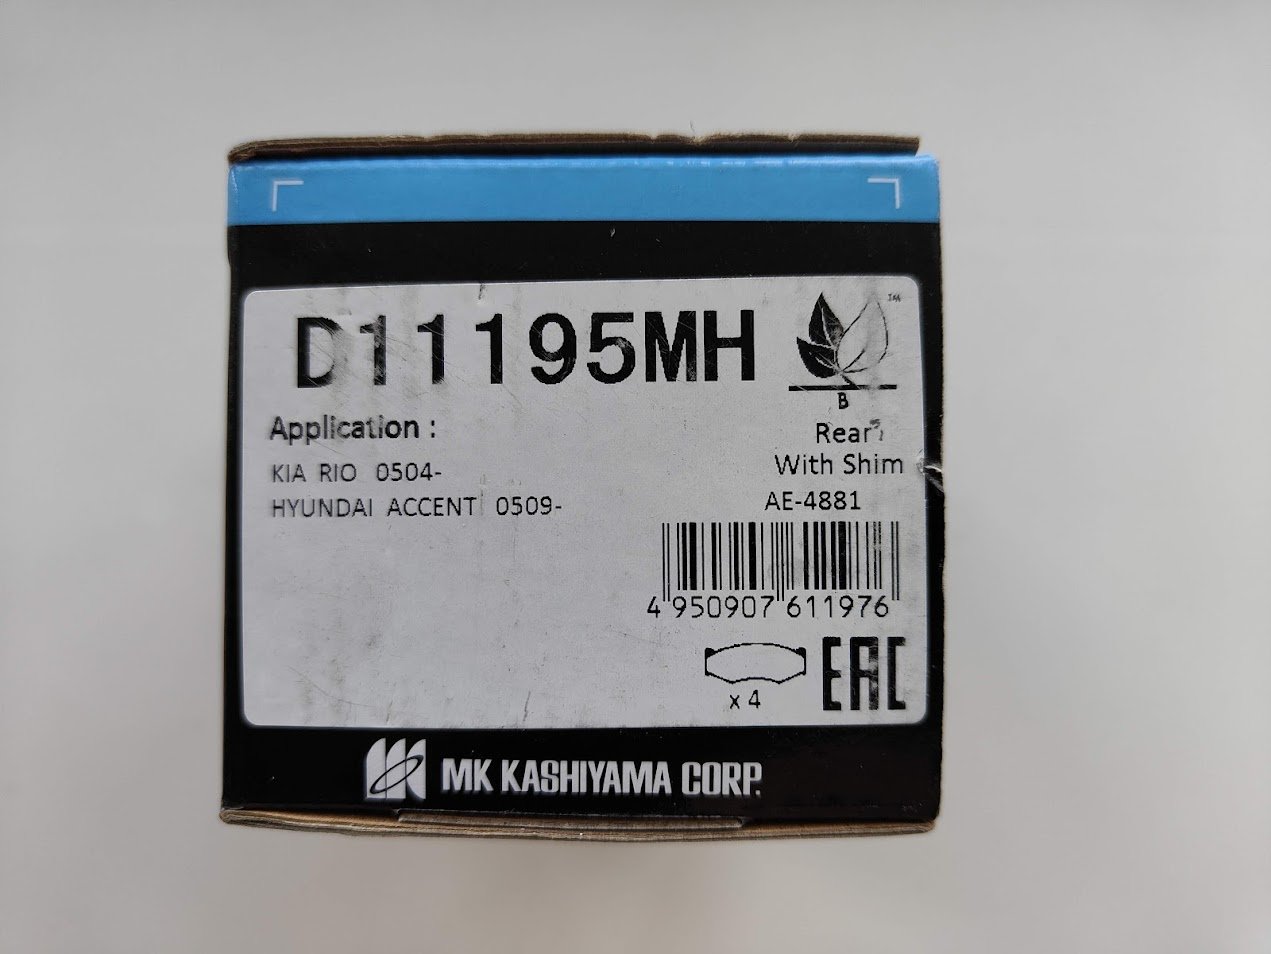 D11195MH
TM
B
Application :
Rear
With Shim
KIA RIO 0504-
HYUNDAI ACCENT 0509-
AE-4881
4 950907 611976
x 4
EAC
MK KASHIYAMA CORP.